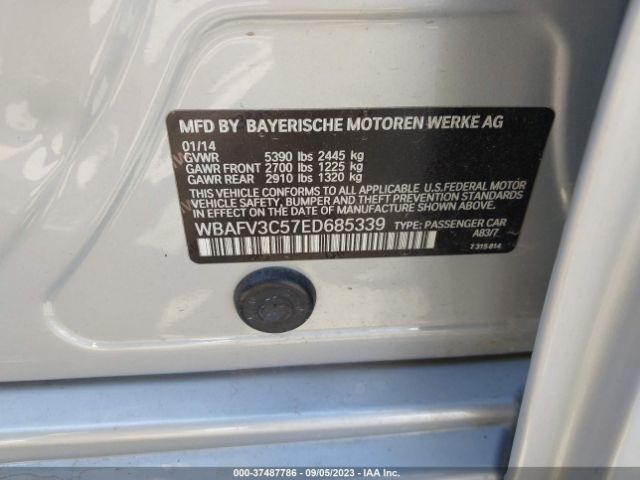 MFD BY BAYERISCHE MOTOREN WERKE AG
01/14
GVWR 5390 lbs 2445 kg
GAWR FRONT 2700 lbs 1225 kg
GAWR REAR 2910 lbs 1320 kg
THIS VEHICLE CONFORMS TO ALL APPLICABLE U.S.FEDERAL MOTOR
VEHICLE SAFETY, BUMPER AND THEFT PREVENTION STANDARDS
IN EFFECT ON THE DATE OF MANUFACTURE SHOWN ABOVE.
WBAFV3C57ED685339 TYPE: PASSENGER CAR
A83/7
7 315 814
000-37487786 - 09/05/2023 - IAA Inc.